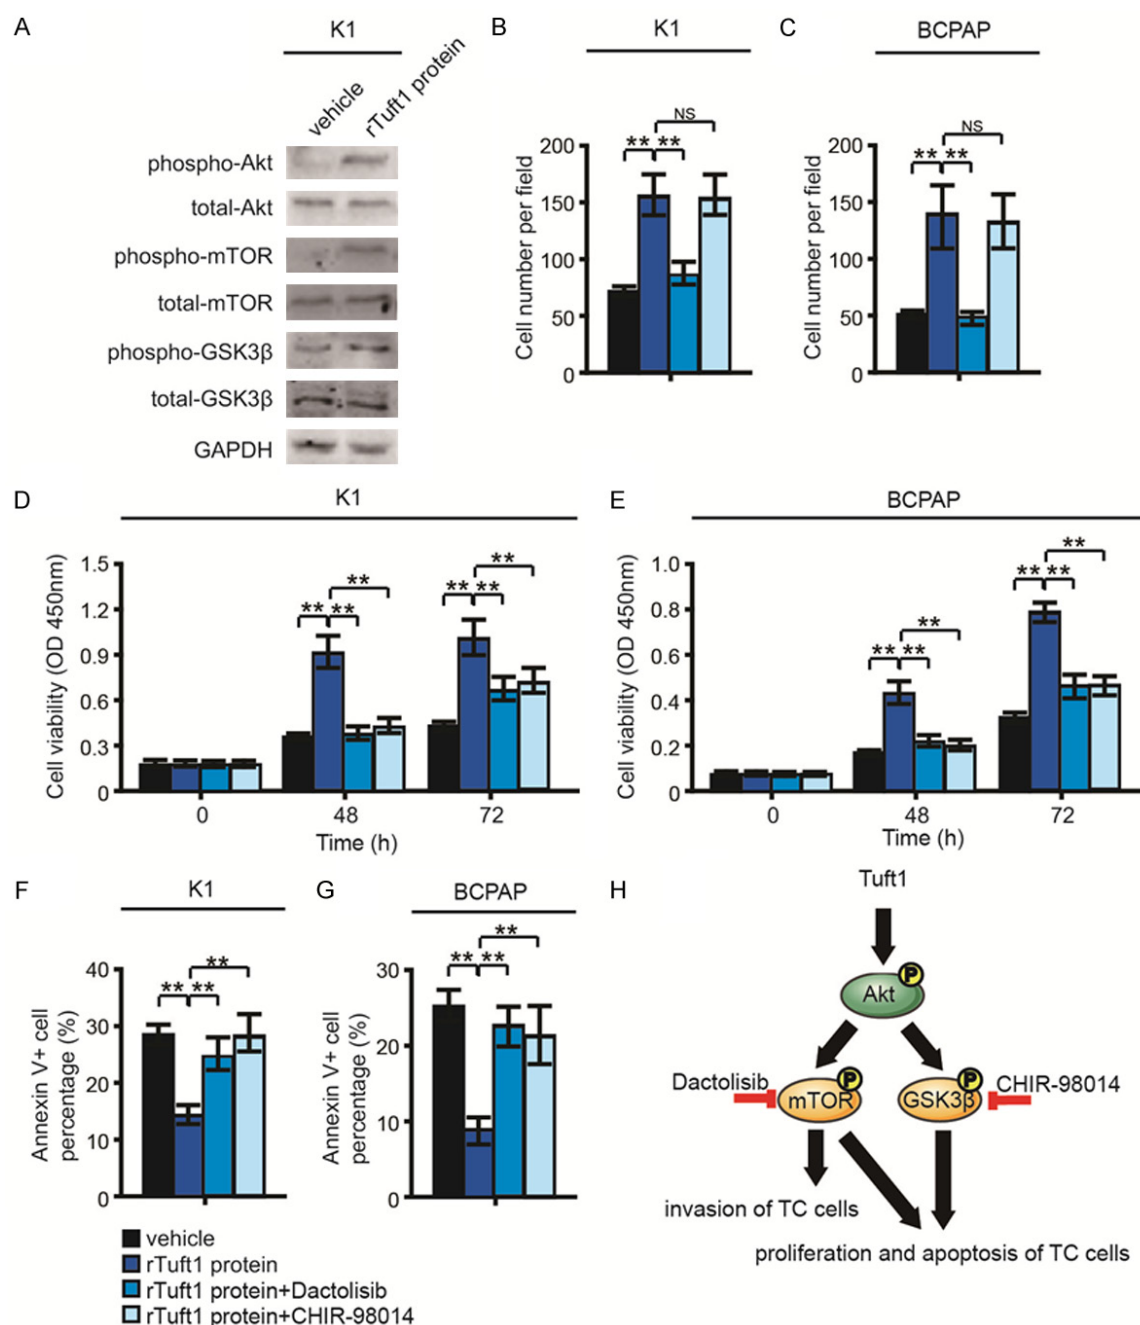 A
K1
vehicle
rTuft1 protein
phospho-Akt
total-Akt
phospho-mTOR
total-mTOR
phospho-GSK3β
total-GSK3β
GAPDH
B
K1
Cell number per field
200
150
100
50
0
** **
NS
C
BCPAP
Cell number per field
200
150
100
50
0
** **
NS
D
K1
Cell viability (OD 450nm)
1.5
1.2
0.9
0.6
0.3
0
** **
**
** **
**
0 48 72
Time (h)
E
BCPAP
Cell viability (OD 450nm)
1.0
0.8
0.6
0.4
0.2
0
** **
**
** **
**
0 48 72
Time (h)
F
K1
Annexin V+ cell
percentage (%)
40
30
20
10
0
** **
**
G
BCPAP
Annexin V+ cell
percentage (%)
30
20
10
0
** **
**
vehicle
rTuft1 protein
rTuft1 protein+Dactolisib
rTuft1 protein+CHIR-98014
H
Tuft1
P
Akt
Dactolisib
P
mTOR
P
GSK3β
CHIR-98014
invasion of TC cells
proliferation and apoptosis of TC cells